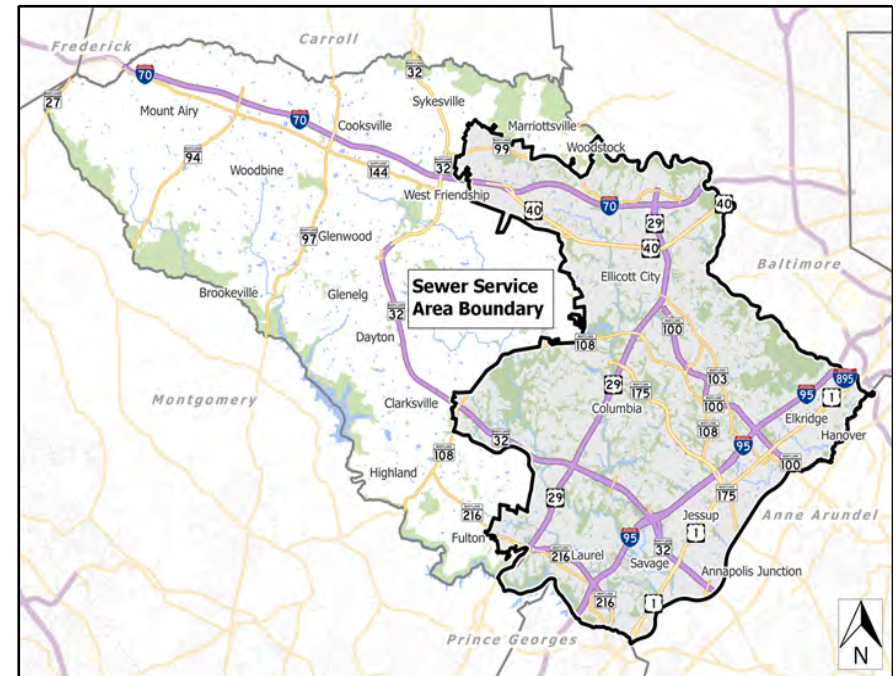 Carroll
Frederick
70
32
27
Mount Airy
Sykesville
70
Cooksville
Marriottsville
99
Woodstock
94
Woodbine
144
32
West Friendship
40
70
29
40
97
Glenwood
40
Ellicott City
Baltimore
Sewer Service
Area Boundary
Brookeville
Glenelg
32
100
Dayton
108
103
895
Montgomery
29
175
95
1
Clarksville
Columbia
100
Elkridge
108
Hanover
32
95
108
100
Highland
175
29
216
Jessup
Anne Arundel
Fulton
95
1
216
Laurel
32
Savage
Annapolis Junction
216
1
Prince Georges
N